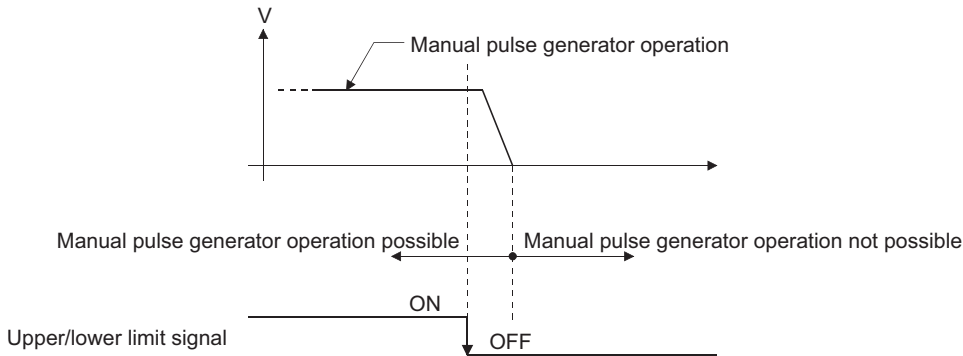 V
Manual pulse generator operation
Manual pulse generator operation possible
Manual pulse generator operation not possible
ON
Upper/lower limit signal
OFF